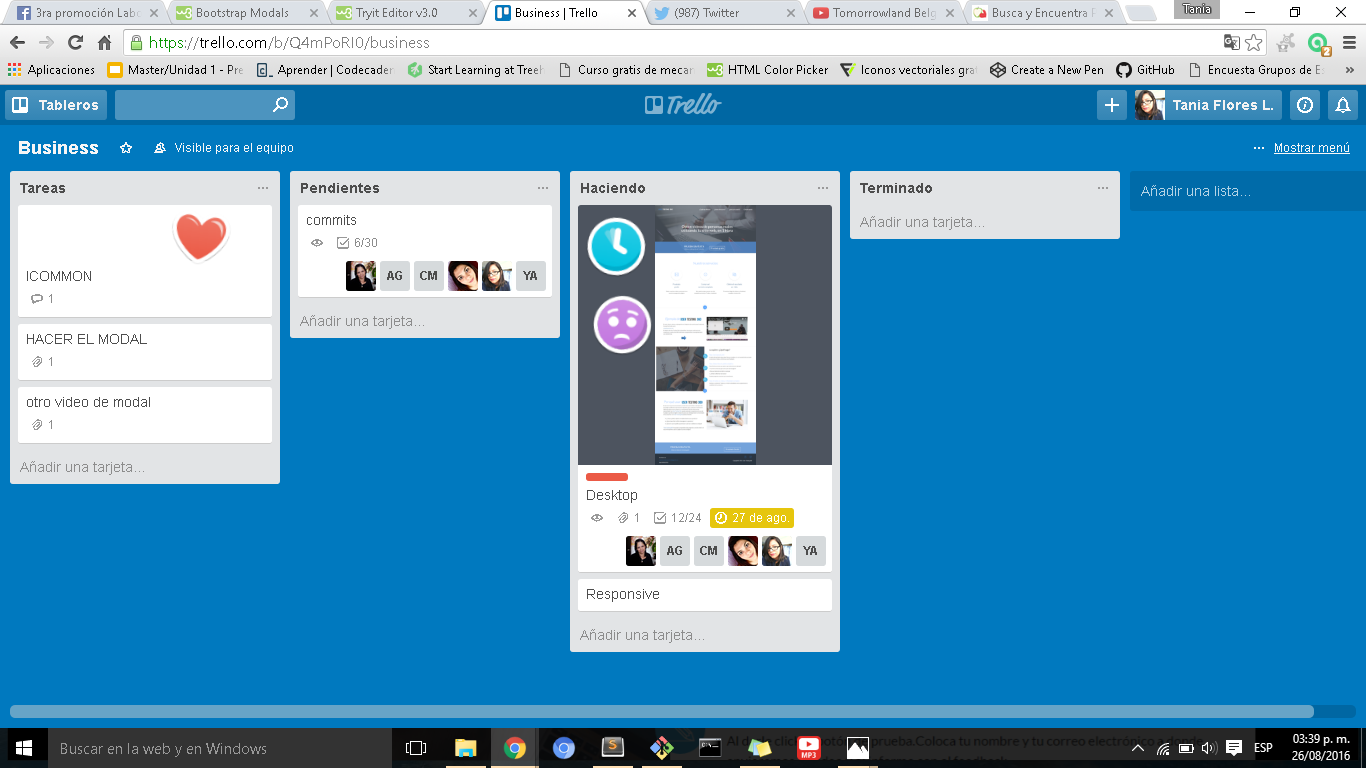 3ra promoción Labo
Bootstrap Modals
Tryit Editor v3.0
Business | Trello
(987) Twitter
Tomorrowland Belg
Busca y Encuentra F
Tania
https://trello.com/b/Q4mPoRI0/business
Aplicaciones
Master/Unidad 1 - Pre
Aprender | Codecaden
Start Learning at Treeh
Curso gratis de mecan
HTML Color Picker
Iconos vectoriales grat
Create a New Pen
GitHub
Encuesta Grupos de Es
»
Tableros
Trello
Tania Flores L.
Business
Visible para el equipo
Mostrar menú
Tareas
ICOMMON
1
ACER EL MODAL
video de modal
1
Añadir una tarjeta...
Pendientes
commits
6/30
AG
CM
YA
Añadir una tarjeta...
Haciendo
Desktop
1
12/24
27 de ago.
AG
CM
YA
Responsive
Añadir una tarjeta...
Terminado
Añadir una tarjeta...
Añadir una lista...
Buscar en la web y en Windows
MP3
ESP
03:39 p. m.
26/08/2016